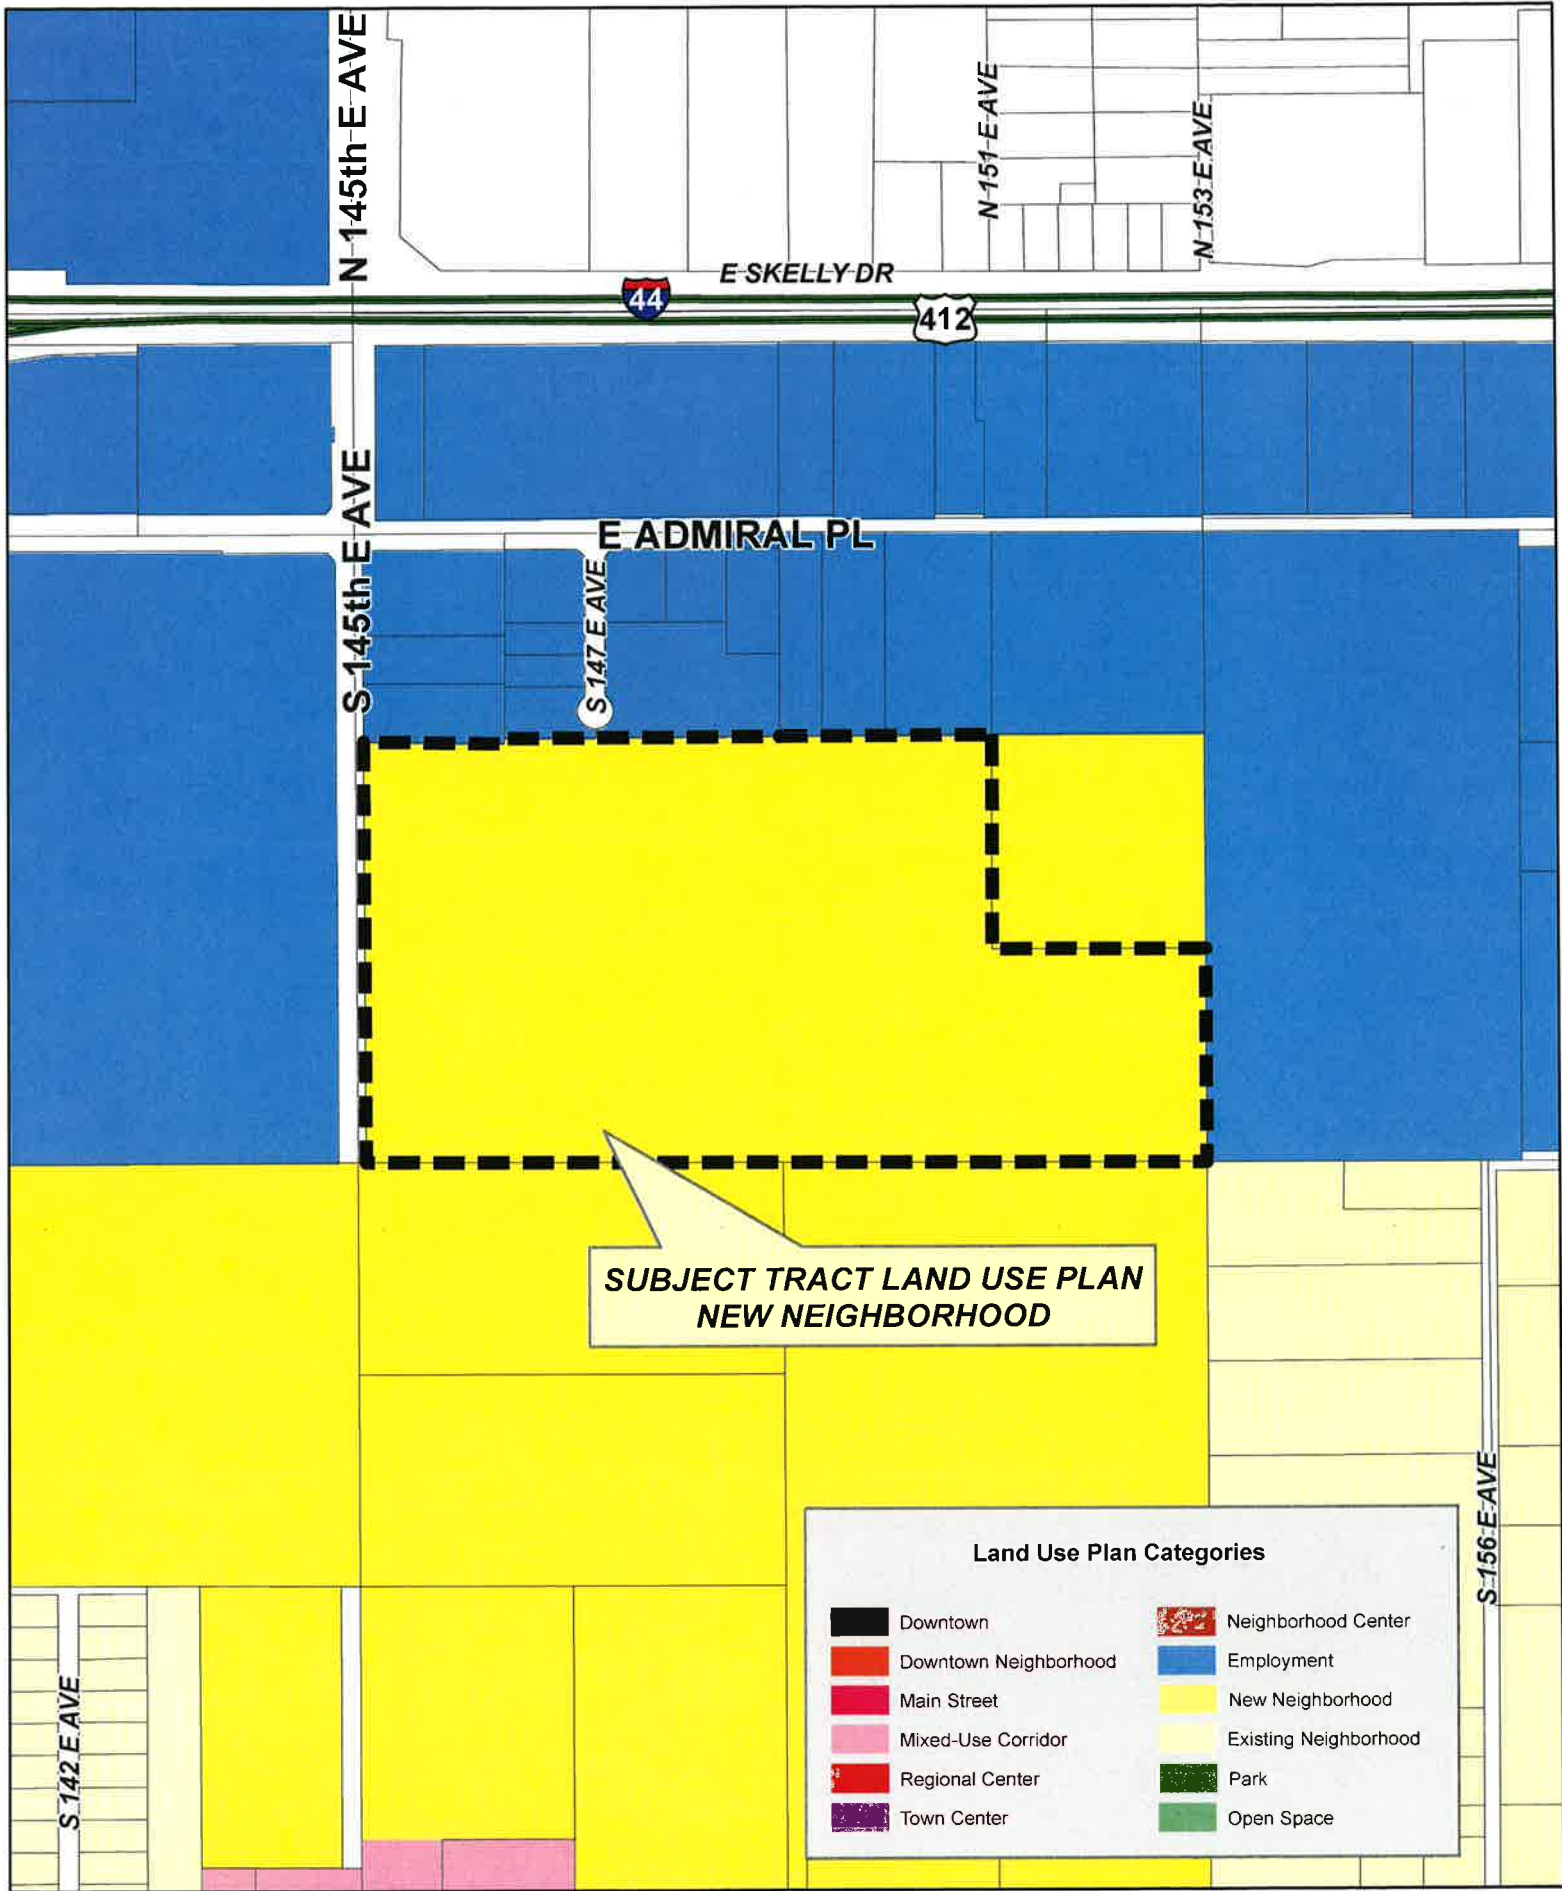 N 145th E AVE
N 151 E AVE
N 153 E AVE
E SKELLY DR
44
412
S 145th E AVE
E ADMIRAL PL
S 147 E AVE
SUBJECT TRACT LAND USE PLAN
NEW NEIGHBORHOOD
S 156 E AVE
S 142 E AVE
Land Use Plan Categories
Downtown
Downtown Neighborhood
Main Street
Mixed-Use Corridor
Regional Center
Town Center
Neighborhood Center
Employment
New Neighborhood
Existing Neighborhood
Park
Open Space